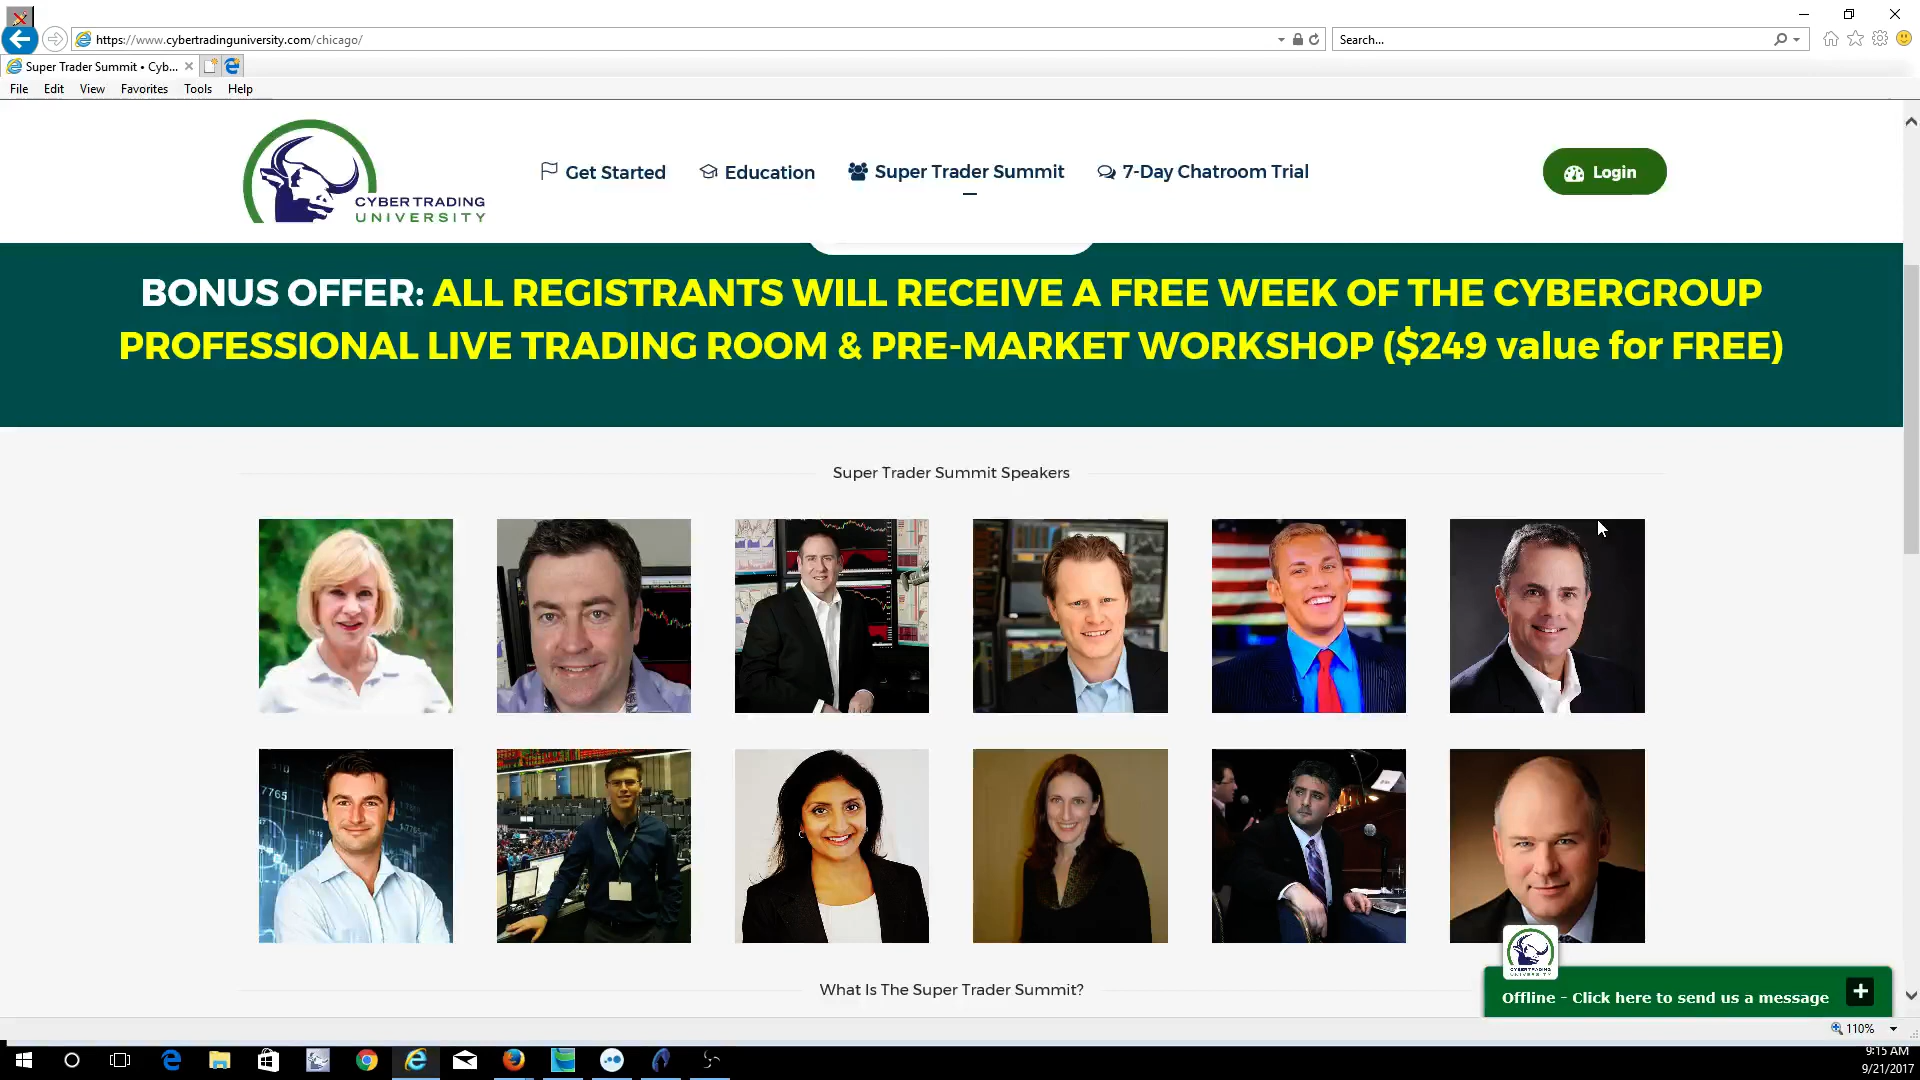 https://www.cybertradinguniversity.com/chicago/
Search...
Super Trader Summit • Cyb...
File Edit View Favorites Tools Help
CYBERTRADING
UNIVERSITY
Get Started
Education
Super Trader Summit
7-Day Chatroom Trial
Login
BONUS OFFER: ALL REGISTRANTS WILL RECEIVE A FREE WEEK OF THE CYBERGROUP
PROFESSIONAL LIVE TRADING ROOM & PRE-MARKET WORKSHOP ($249 value for FREE)
Super Trader Summit Speakers
7765
What Is The Super Trader Summit?
Offline - Click here to send us a message
110%
9:15 AM
9/21/2017